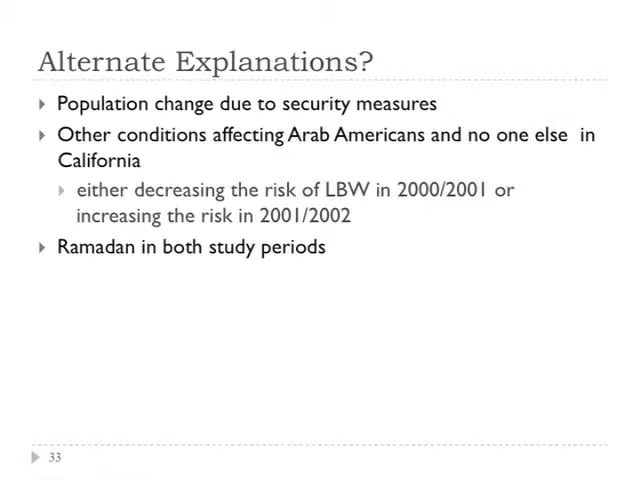 Alternate Explanations?
Population change due to security measures
Other conditions affecting Arab Americans and no one else in
California
either decreasing the risk of LBW in 2000/2001 or
increasing the risk in 2001/2002
Ramadan in both study periods
33